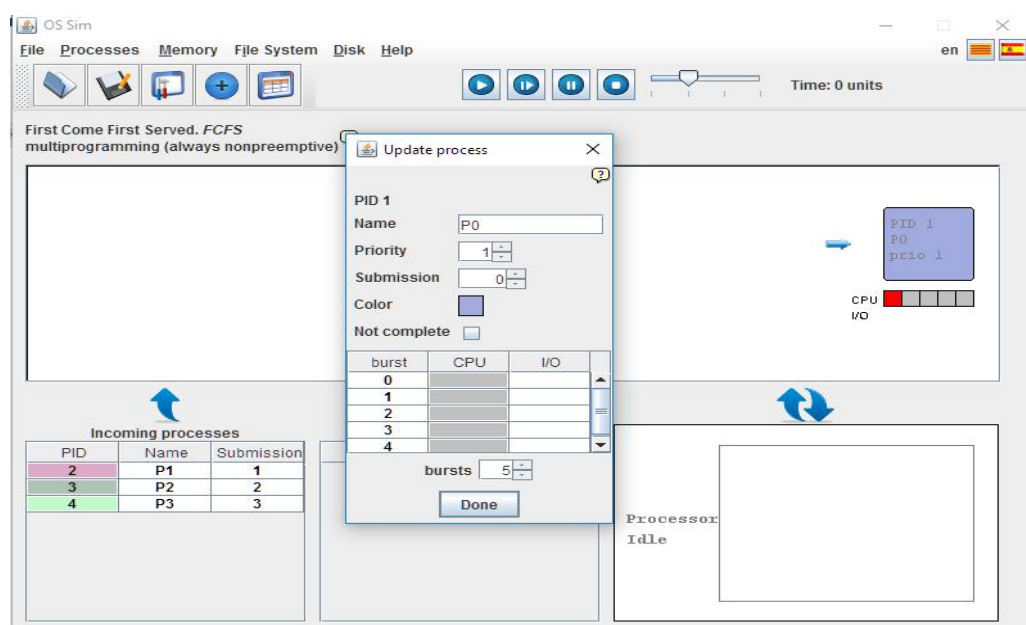 OS Sim
File Processes Memory File System Disk Help
en
Time: 0 units
First Come First Served. FCFS
multiprogramming (always nonpreemptive)
Update process
?
PID 1
Name P0
Priority 1
Submission 0
Color
Not complete
burst CPU I/O
0
1
2
3
4
bursts 5
Done
PID 1
P0
prio 1
CPU
I/O
Incoming processes
PID Name Submission
2 P1 1
3 P2 2
4 P3 3
Processor
Idle